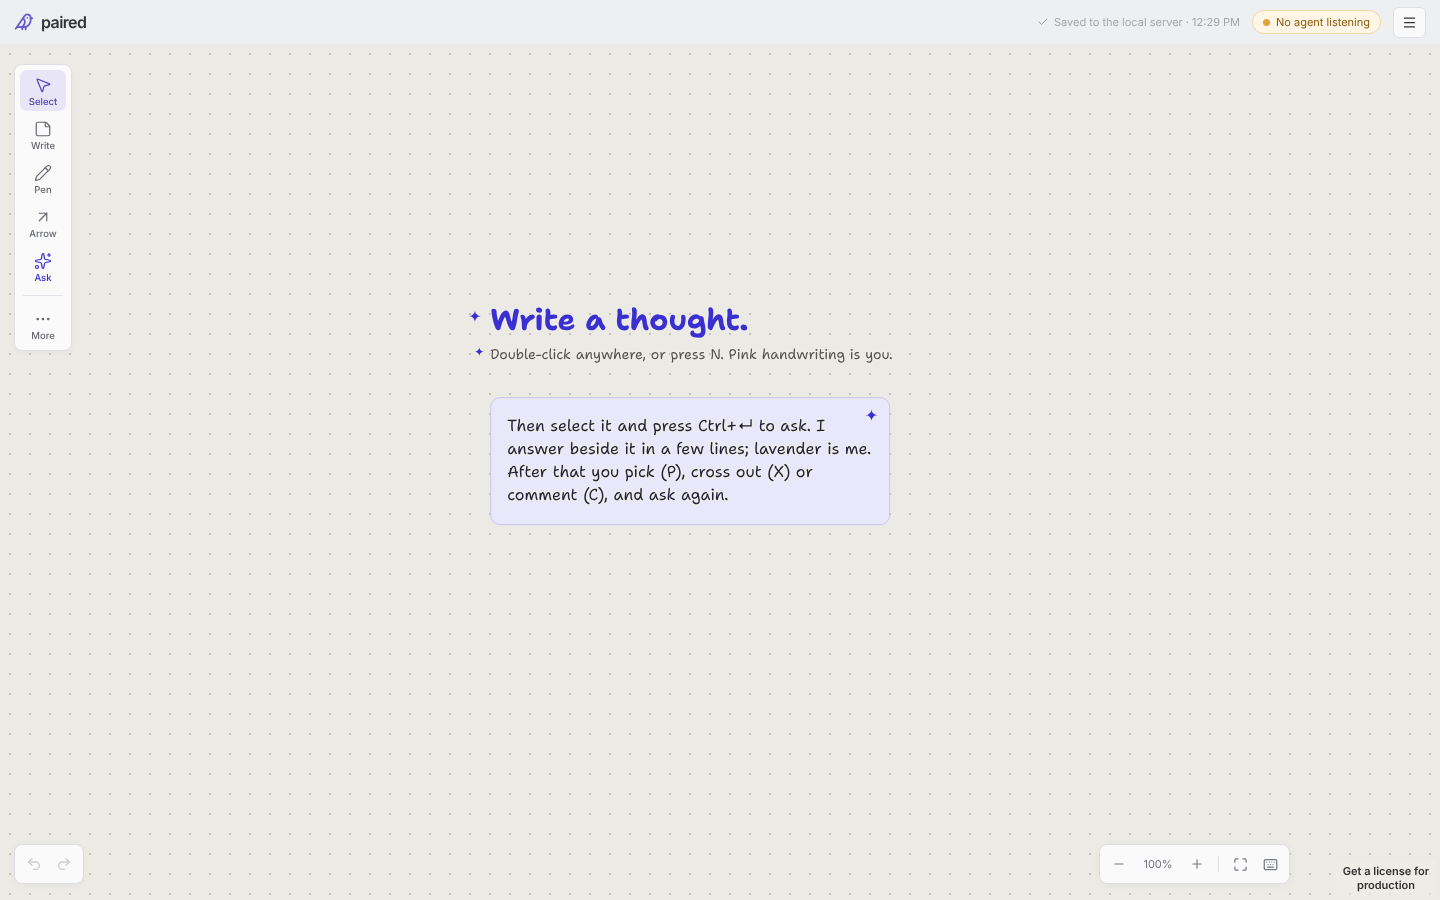 paired
Saved to the local server · 12:29 PM
No agent listening
Select
Write
Pen
Arrow
Ask
More
Write a thought.
Double-click anywhere, or press N. Pink handwriting is you.
Then select it and press Ctrl+↵ to ask. I
answer beside it in a few lines; lavender is me.
After that you pick (P), cross out (X) or
comment (C), and ask again.
100%
Get a license for
production